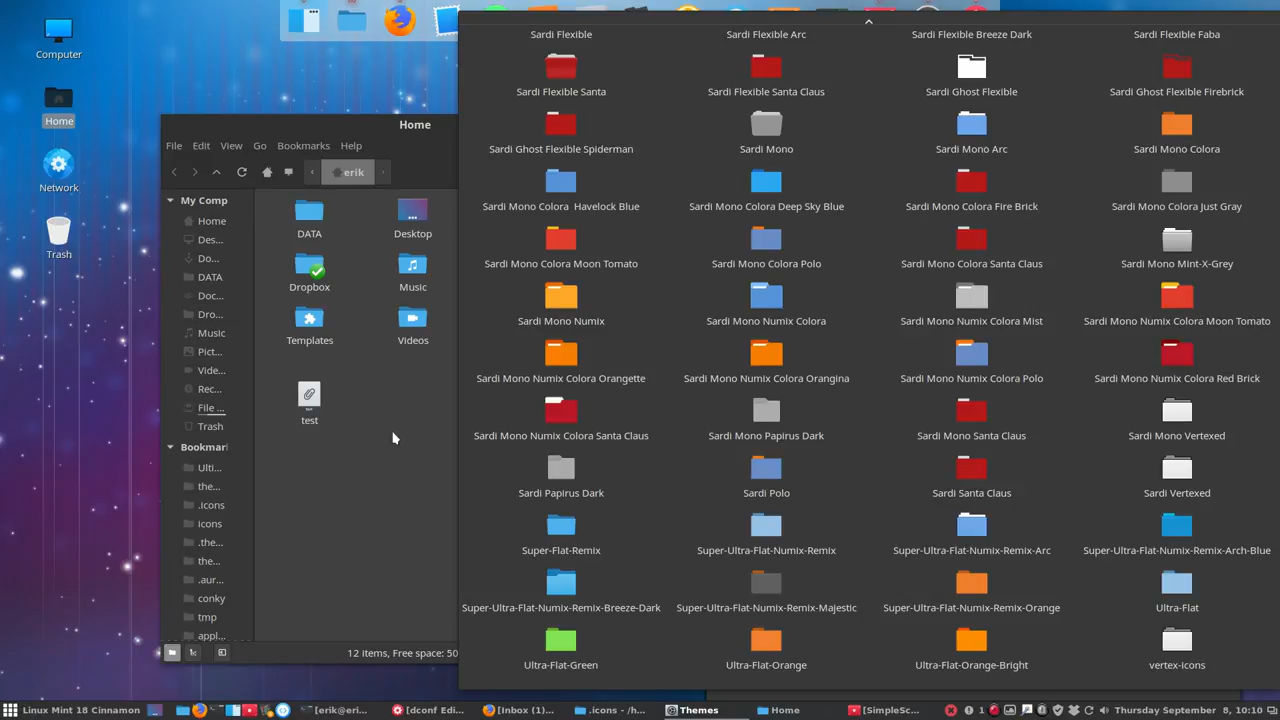 Computer
Home
Network
Trash
Home
File Edit View Go Bookmarks Help
erik
My Comp
Home
Des...
Do...
DATA
Doc...
Dro...
Music
Pict...
Vide...
Rec...
File ...
Trash
Bookmar
Ulti...
the...
.icons
icons
.the...
the...
.aur...
conky
tmp
appl...
DATA Desktop
Dropbox Music
Templates Videos
test
12 items, Free space: 50
Sardi Flexible Sardi Flexible Arc Sardi Flexible Breeze Dark Sardi Flexible Faba
Sardi Flexible Santa Sardi Flexible Santa Claus Sardi Ghost Flexible Sardi Ghost Flexible Firebrick
Sardi Ghost Flexible Spiderman Sardi Mono Sardi Mono Arc Sardi Mono Colora
Sardi Mono Colora Havelock Blue Sardi Mono Colora Deep Sky Blue Sardi Mono Colora Fire Brick Sardi Mono Colora Just Gray
Sardi Mono Colora Moon Tomato Sardi Mono Colora Polo Sardi Mono Colora Santa Claus Sardi Mono Mint-X-Grey
Sardi Mono Numix Sardi Mono Numix Colora Sardi Mono Numix Colora Mist Sardi Mono Numix Colora Moon Tomato
Sardi Mono Numix Colora Orangette Sardi Mono Numix Colora Orangina Sardi Mono Numix Colora Polo Sardi Mono Numix Colora Red Brick
Sardi Mono Numix Colora Santa Claus Sardi Mono Papirus Dark Sardi Mono Santa Claus Sardi Mono Vertexed
Sardi Papirus Dark Sardi Polo Sardi Santa Claus Sardi Vertexed
Super-Flat-Remix Super-Ultra-Flat-Numix-Remix Super-Ultra-Flat-Numix-Remix-Arc Super-Ultra-Flat-Numix-Remix-Arch-Blue
Super-Ultra-Flat-Numix-Remix-Breeze-Dark Super-Ultra-Flat-Numix-Remix-Majestic Super-Ultra-Flat-Numix-Remix-Orange Ultra-Flat
Ultra-Flat-Green Ultra-Flat-Orange Ultra-Flat-Orange-Bright vertex-icons
Linux Mint 18 Cinnamon [erik@eri... [dconf Edi... [Inbox (1)... .icons - /h... Themes Home [SimpleSc... 1 Thursday September 8, 10:10